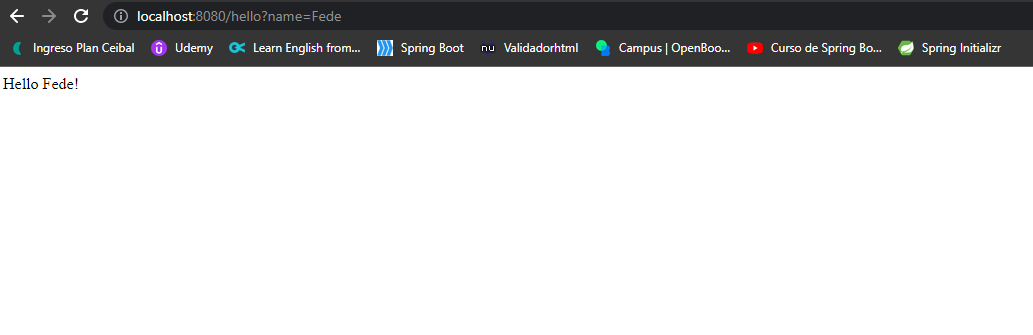 localhost:8080/hello?name=Fede
Ingreso Plan Ceibal Udemy Learn English from... Spring Boot nu Validadorhtml Campus | OpenBoo... Curso de Spring Bo... Spring Initializr
Hello Fede!